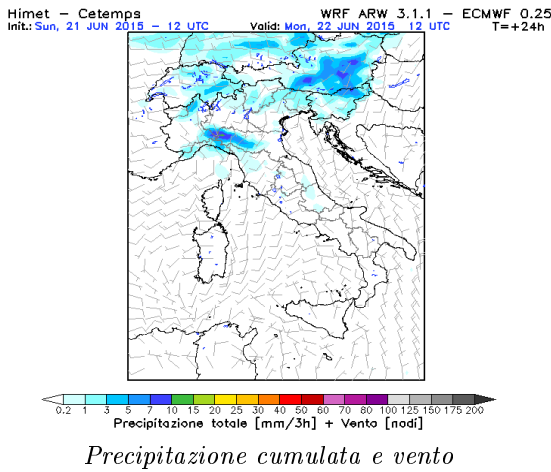 Himet – Cetemps WRF ARW 3.1.1 – ECMWF 0.25
Init.: Sun, 21 JUN 2015 – 12 UTC Valid: Mon, 22 JUN 2015 12 UTC T=+24h
0.2 1 3 5 7 10 15 20 25 30 40 50 60 70 80 100 125 150 175 200
Precipitazione totale [mm/3h] + Vento [nodi]
Precipitazione cumulata e vento